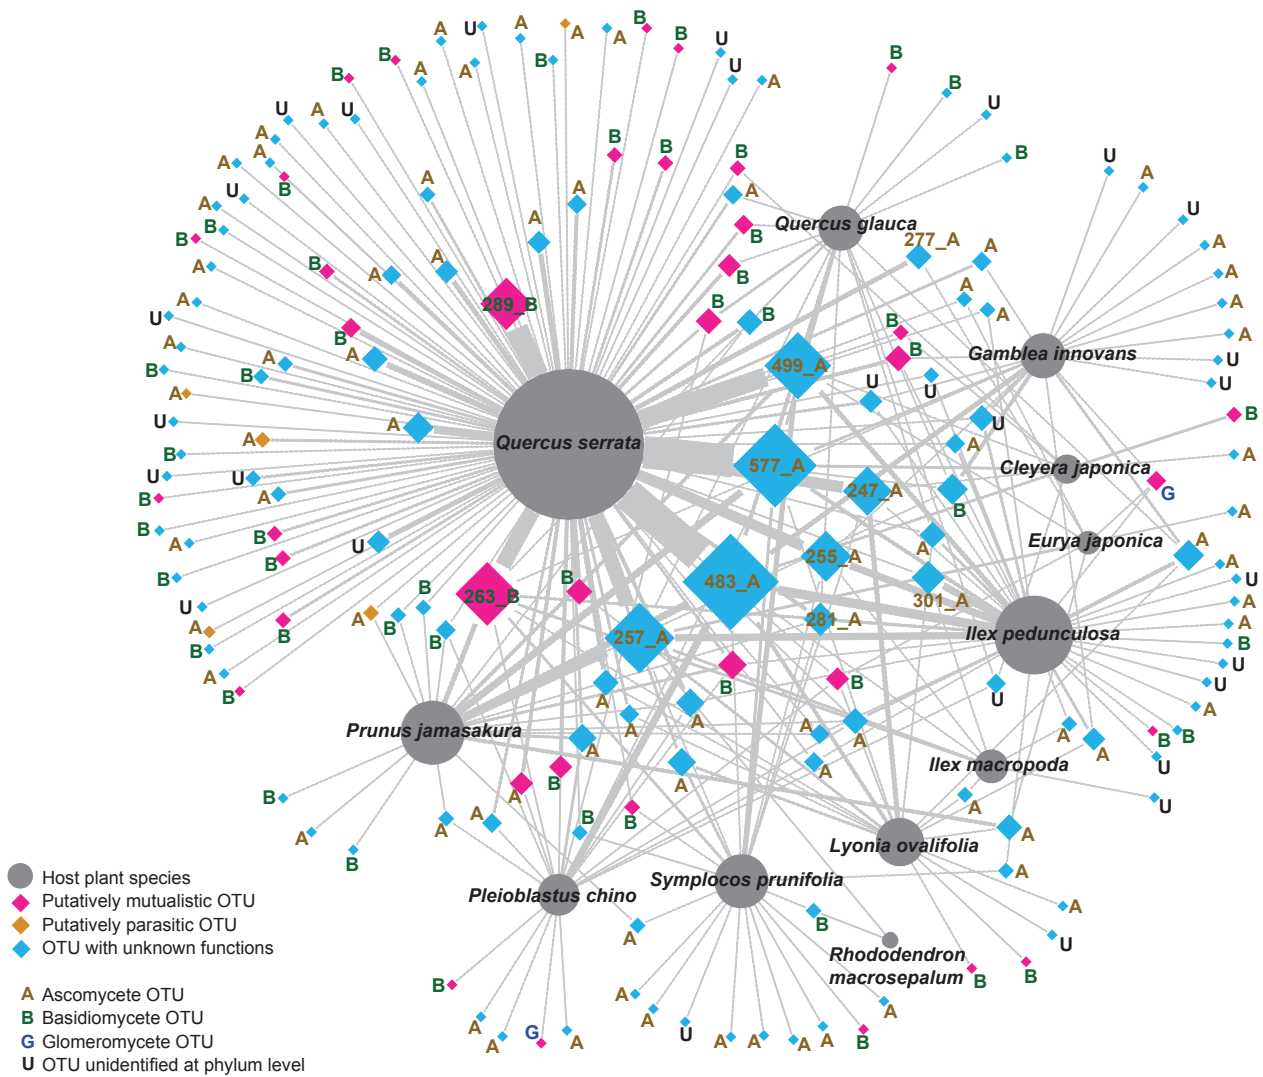 Quercus glauca
277_A
289_B
Gamblea innovans
499_A
Quercus serrata
577_A
Cleyera japonica
247_A
Eurya japonica
255_A
483_A
263_B
301_A
281_A
257_A
Ilex pedunculosa
Prunus jamasakura
Ilex macropoda
Lyonia ovalifolia
Symplocos prunifolia
Pleioblastus chino
Rhododendron
macrosepalum
Host plant species
Putatively mutualistic OTU
Putatively parasitic OTU
OTU with unknown functions
A Ascomycete OTU
B Basidiomycete OTU
G Glomeromycete OTU
U OTU unidentified at phylum level